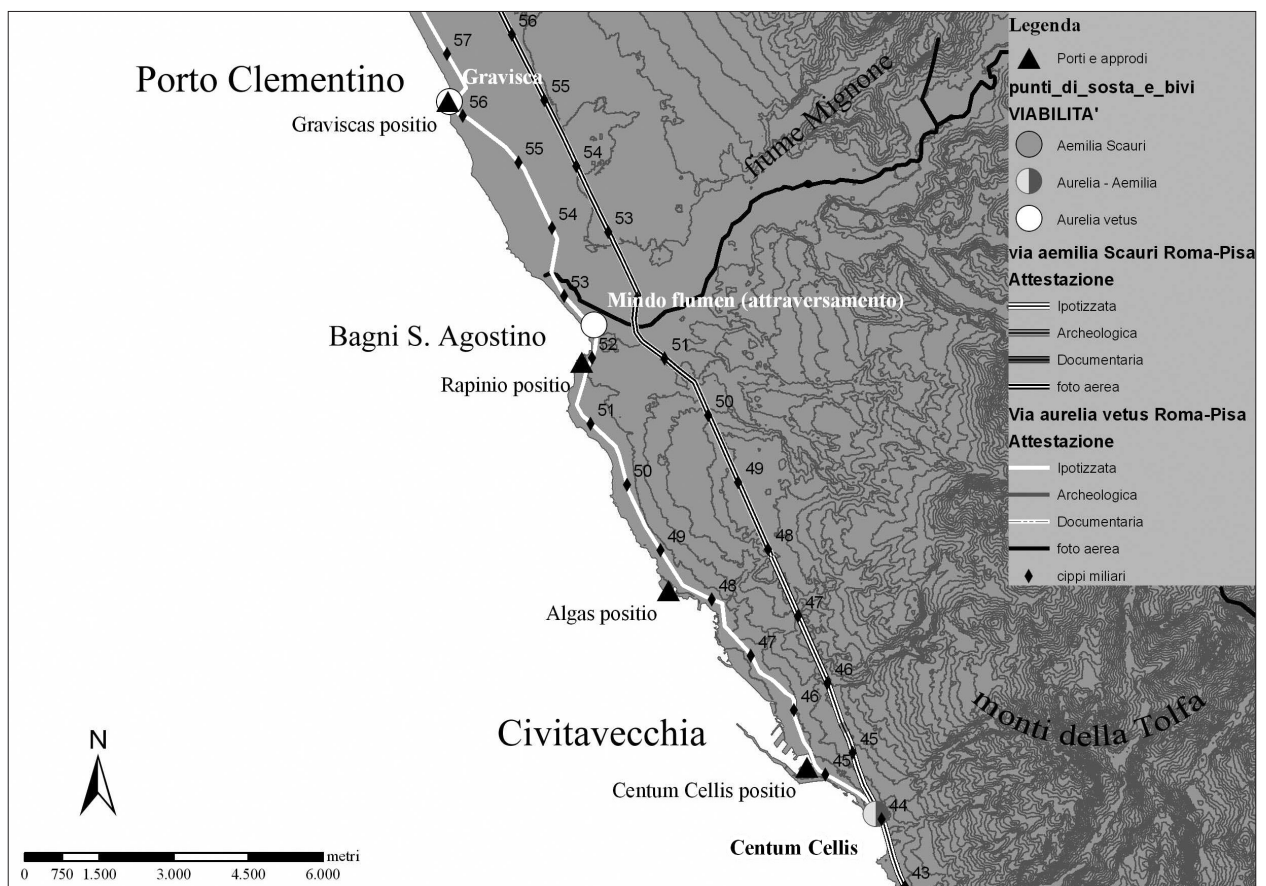 57
56
Porto Clementino
Gravisca
55
56
Graviscas positio
55
54
fiume Mignone
54
53
53
Mindo flumen (attraversamento)
Bagni S. Agostino
52
51
Rapinio positio
51
50
50
49
49
48
Algas positio
48
47
47
46
46
monti della Tolfa
Civitavecchia
45
45
Centum Cellis positio
44
Centum Cellis
43
N
metri
0 750 1.500 3.000 4.500 6.000
Legenda
Porti e approdi
punti_di_sosta_e_bivi
VIABILITA'
Aemilia Scauri
Aurelia - Aemilia
Aurelia vetus
via aemilia Scauri Roma-Pisa
Attestazione
Ipotizzata
Archeologica
Documentaria
foto aerea
Via aurelia vetus Roma-Pisa
Attestazione
Ipotizzata
Archeologica
Documentaria
foto aerea
cippi miliari